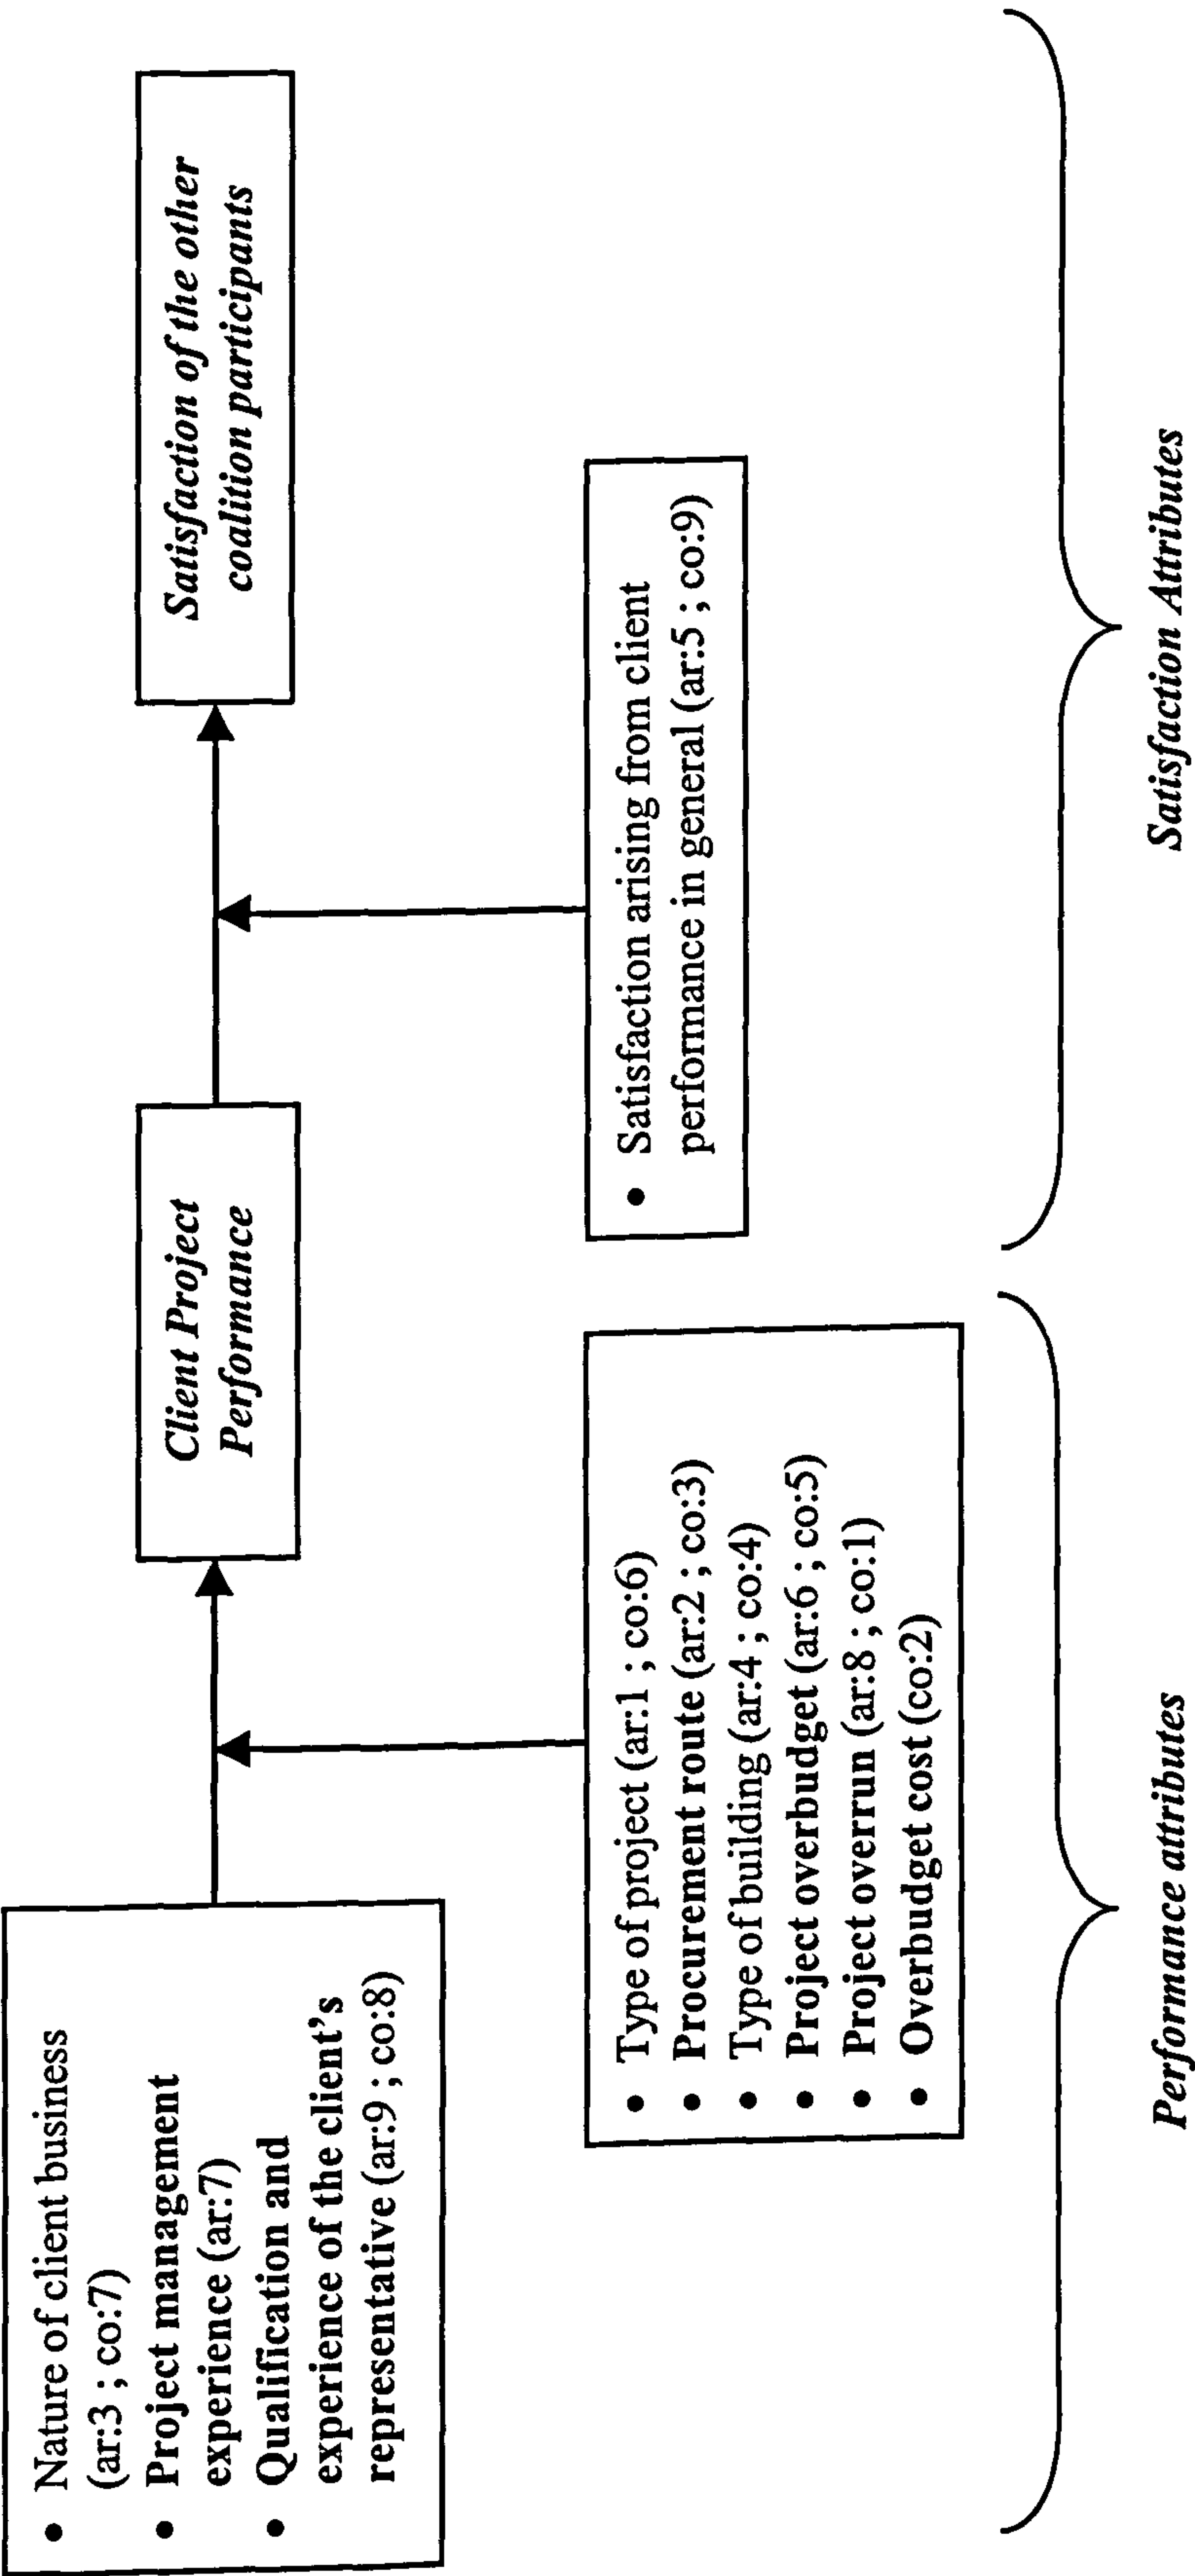 • Nature of client business
(ar:3 ; co:7)
• Project management
experience (ar:7)
• Qualification and
experience of the client's
representative (ar:9 ; co:8)
Client Project
Performance
Satisfaction of the other
coalition participants
• Type of project (ar:1 ; co:6)
• Procurement route (ar:2 ; co:3)
• Type of building (ar:4 ; co:4)
• Project overbudget (ar:6 ; co:5)
• Project overrun (ar:8 ; co:1)
• Overbudget cost (co:2)
• Satisfaction arising from client
performance in general (ar:5 ; co:9)
Performance attributes
Satisfaction Attributes